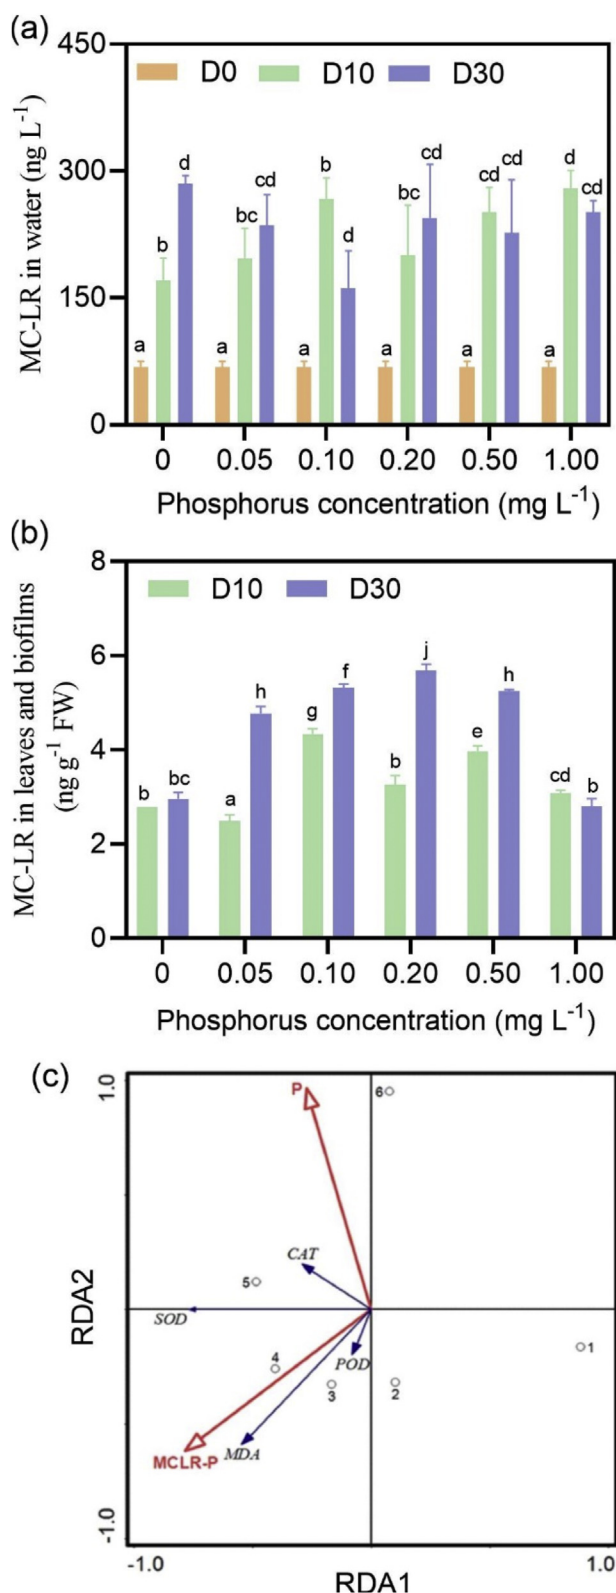 (a)
450
300
150
0
MC-LR in water (ng L⁻¹)
D0 D10 D30
a b d
a bc cd
a b d
a bc cd
a cd cd
a d cd
0 0.05 0.10 0.20 0.50 1.00
Phosphorus concentration (mg L⁻¹)
(b)
8
6
4
2
0
MC-LR in leaves and biofilms
(ng g⁻¹ FW)
D10 D30
b bc
a h
g f
b j
e h
cd b
0 0.05 0.10 0.20 0.50 1.00
Phosphorus concentration (mg L⁻¹)
(c)
1.0
-1.0
RDA2
P
6
CAT
5
SOD
4
POD
1
3
2
MCLR-P
MDA
-1.0 1.0
RDA1